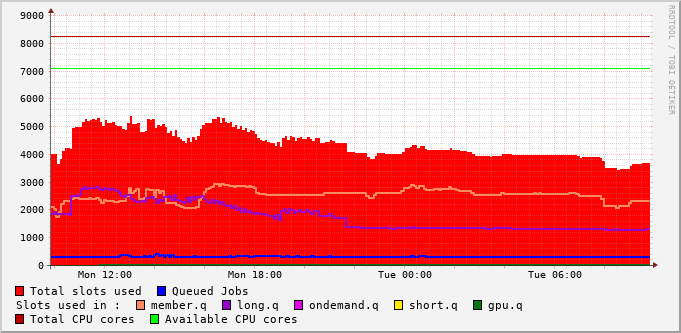 9000
8000
7000
6000
5000
4000
3000
2000
1000
0
Mon 12:00 Mon 18:00 Tue 00:00 Tue 06:00
RRDTOOL / TOBI OETIKER
Total slots used Queued Jobs
Slots used in : member.q long.q ondemand.q short.q gpu.q
Total CPU cores Available CPU cores